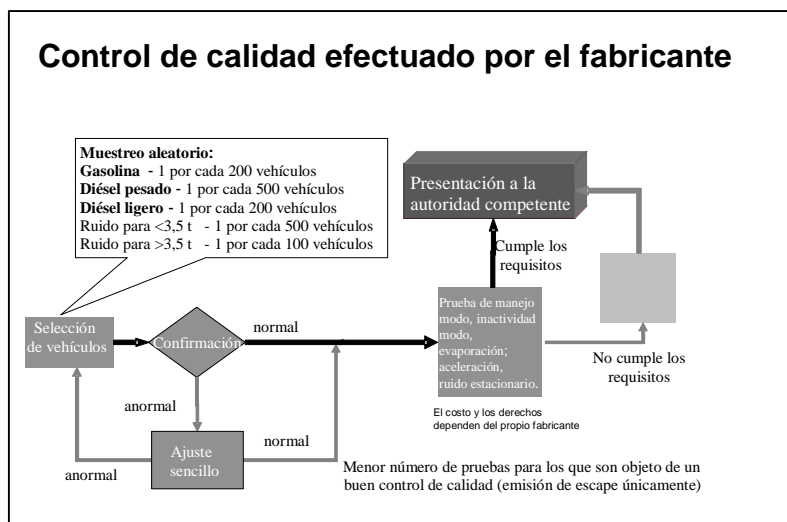 Control de calidad efectuado por el fabricante
Muestreo aleatorio:
Gasolina - 1 por cada 200 vehículos
Diésel pesado - 1 por cada 500 vehículos
Diésel ligero - 1 por cada 200 vehículos
Ruido para <3,5 t - 1 por cada 500 vehículos
Ruido para >3,5 t - 1 por cada 100 vehículos
Presentación a la
autoridad competente
Cumple los
requisitos
Selección
de vehículos
Confirmación
normal
Prueba de manejo
modo, inactividad
modo,
evaporación;
aceleración,
ruido estacionario.
No cumple los
requisitos
anormal
El costo y los derechos
dependen del propio fabricante
Ajuste
sencillo
normal
anormal
Menor número de pruebas para los que son objeto de un
buen control de calidad (emisión de escape únicamente)